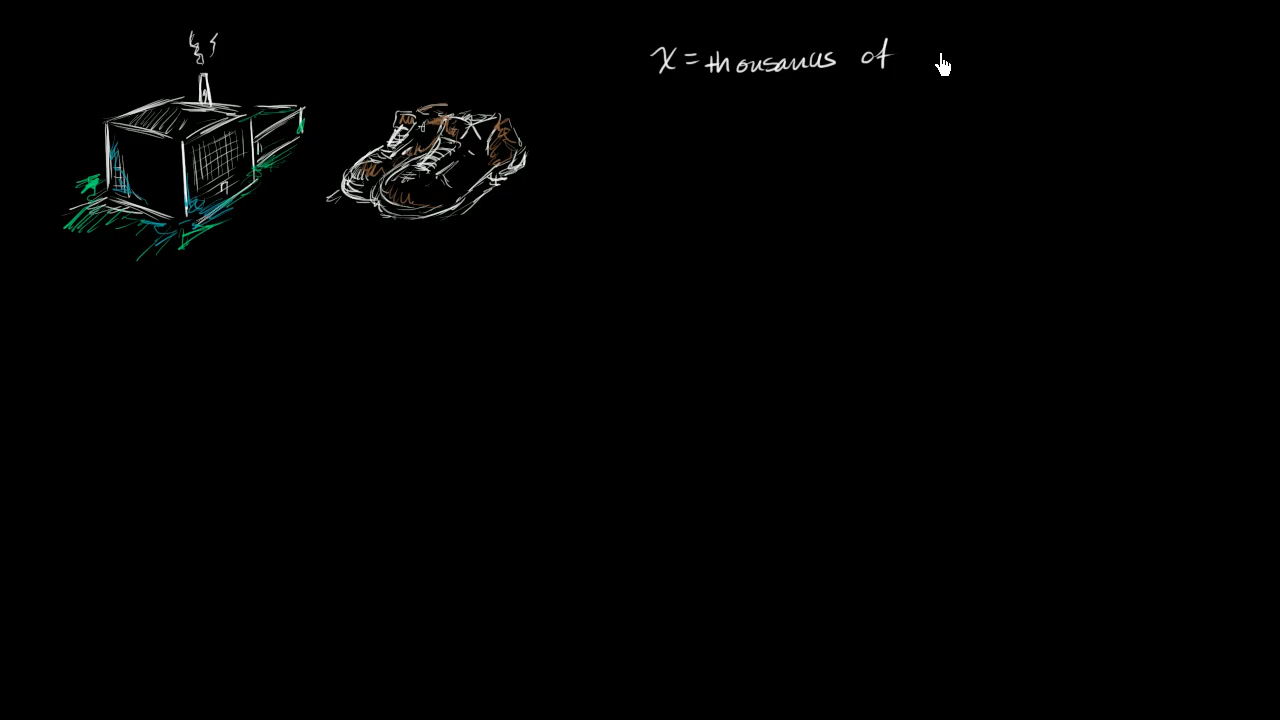 x = thousands of